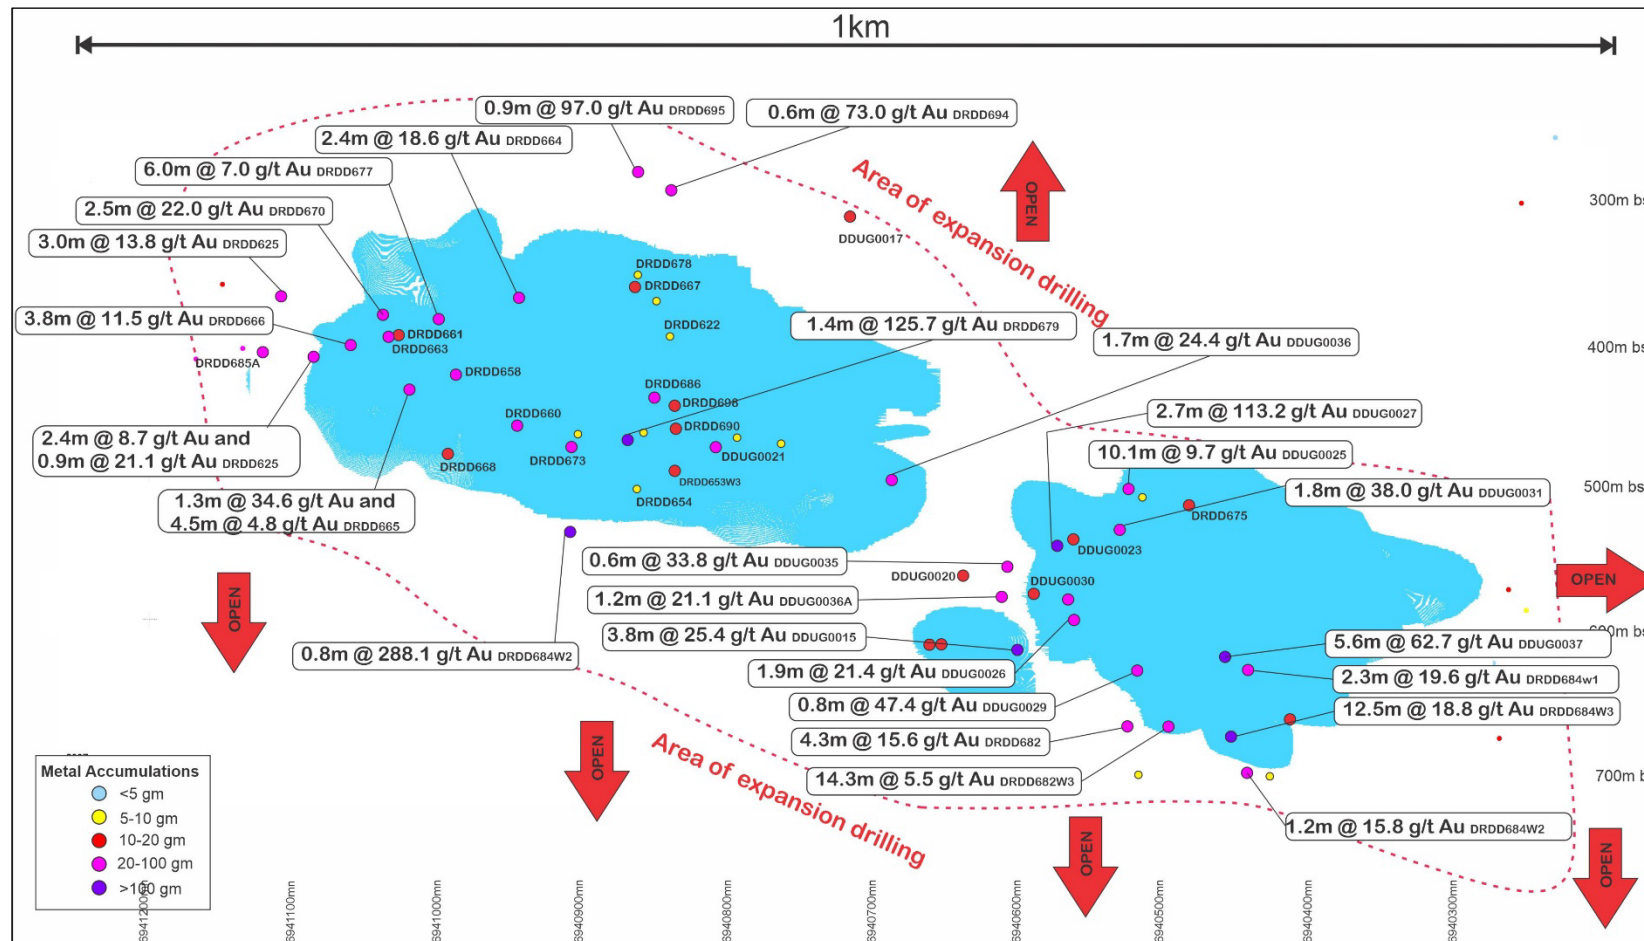 1km
0.9m @ 97.0 g/t Au DRDD695
0.6m @ 73.0 g/t Au DRDD694
2.4m @ 18.6 g/t Au DRDD664
6.0m @ 7.0 g/t Au DRDD677
2.5m @ 22.0 g/t Au DRDD670
3.0m @ 13.8 g/t Au DRDD625
3.8m @ 11.5 g/t Au DRDD666
Area of expansion drilling
OPEN
300m bs
DDUG0017
DRDD678
DRDD667
DRDD622
1.4m @ 125.7 g/t Au DRDD679
1.7m @ 24.4 g/t Au DDUG0036
400m bs
DRDD661
DRDD663
DRDD685A
DRDD658
DRDD686
DRDD698
DRDD690
DRDD660
DRDD673
DDUG0021
DRDD668
DRDD653W3
DRDD654
2.4m @ 8.7 g/t Au and
0.9m @ 21.1 g/t Au DRDD625
1.3m @ 34.6 g/t Au and
4.5m @ 4.8 g/t Au DRDD665
2.7m @ 113.2 g/t Au DDUG0027
10.1m @ 9.7 g/t Au DDUG0025
1.8m @ 38.0 g/t Au DDUG0031
500m bs
DRDD675
DDUG0023
0.6m @ 33.8 g/t Au DDUG0035
DDUG0020
DDUG0030
1.2m @ 21.1 g/t Au DDUG0036A
OPEN
OPEN
600m bs
3.8m @ 25.4 g/t Au DDUG0015
0.8m @ 288.1 g/t Au DRDD684W2
1.9m @ 21.4 g/t Au DDUG0026
5.6m @ 62.7 g/t Au DDUG0037
2.3m @ 19.6 g/t Au DRDD684w1
0.8m @ 47.4 g/t Au DDUG0029
12.5m @ 18.8 g/t Au DRDD684W3
4.3m @ 15.6 g/t Au DRDD682
14.3m @ 5.5 g/t Au DRDD682W3
700m b
1.2m @ 15.8 g/t Au DRDD684W2
Area of expansion drilling
OPEN
OPEN
OPEN
Metal Accumulations
<5 gm
5-10 gm
10-20 gm
20-100 gm
>100 gm
6941200mn
6941100mn
6941000mn
6940900mn
6940800mn
6940700mn
6940600mn
6940500mn
6940400mn
6940300mn